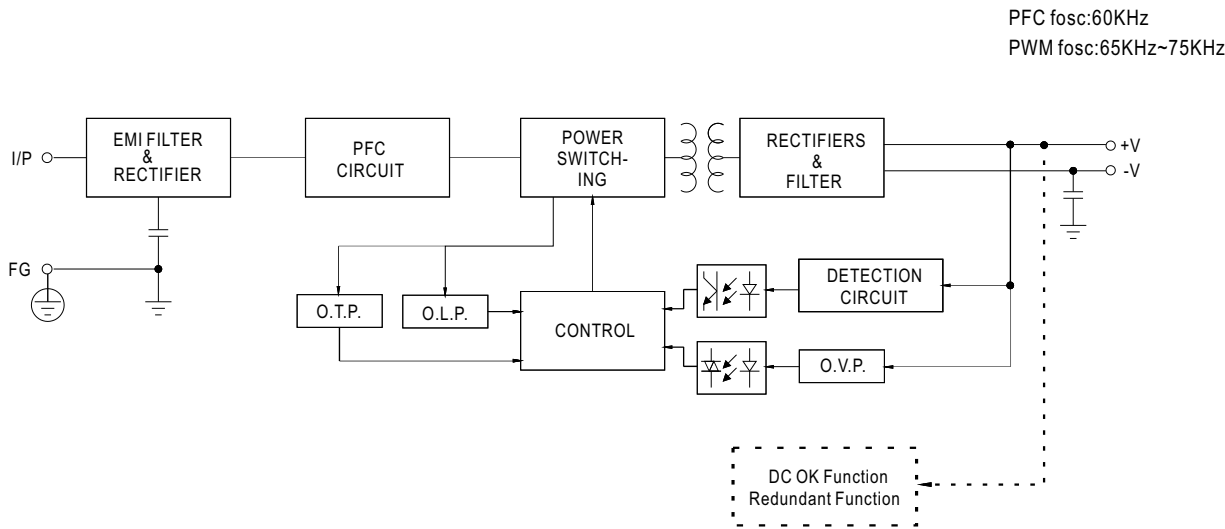 PFC fosc:60KHz
PWM fosc:65KHz~75KHz
I/P
EMI FILTER
&
RECTIFIER
PFC
CIRCUIT
POWER
SWITCH-
ING
RECTIFIERS
&
FILTER
+V
-V
FG
O.T.P.
O.L.P.
CONTROL
DETECTION
CIRCUIT
O.V.P.
DC OK Function
Redundant Function